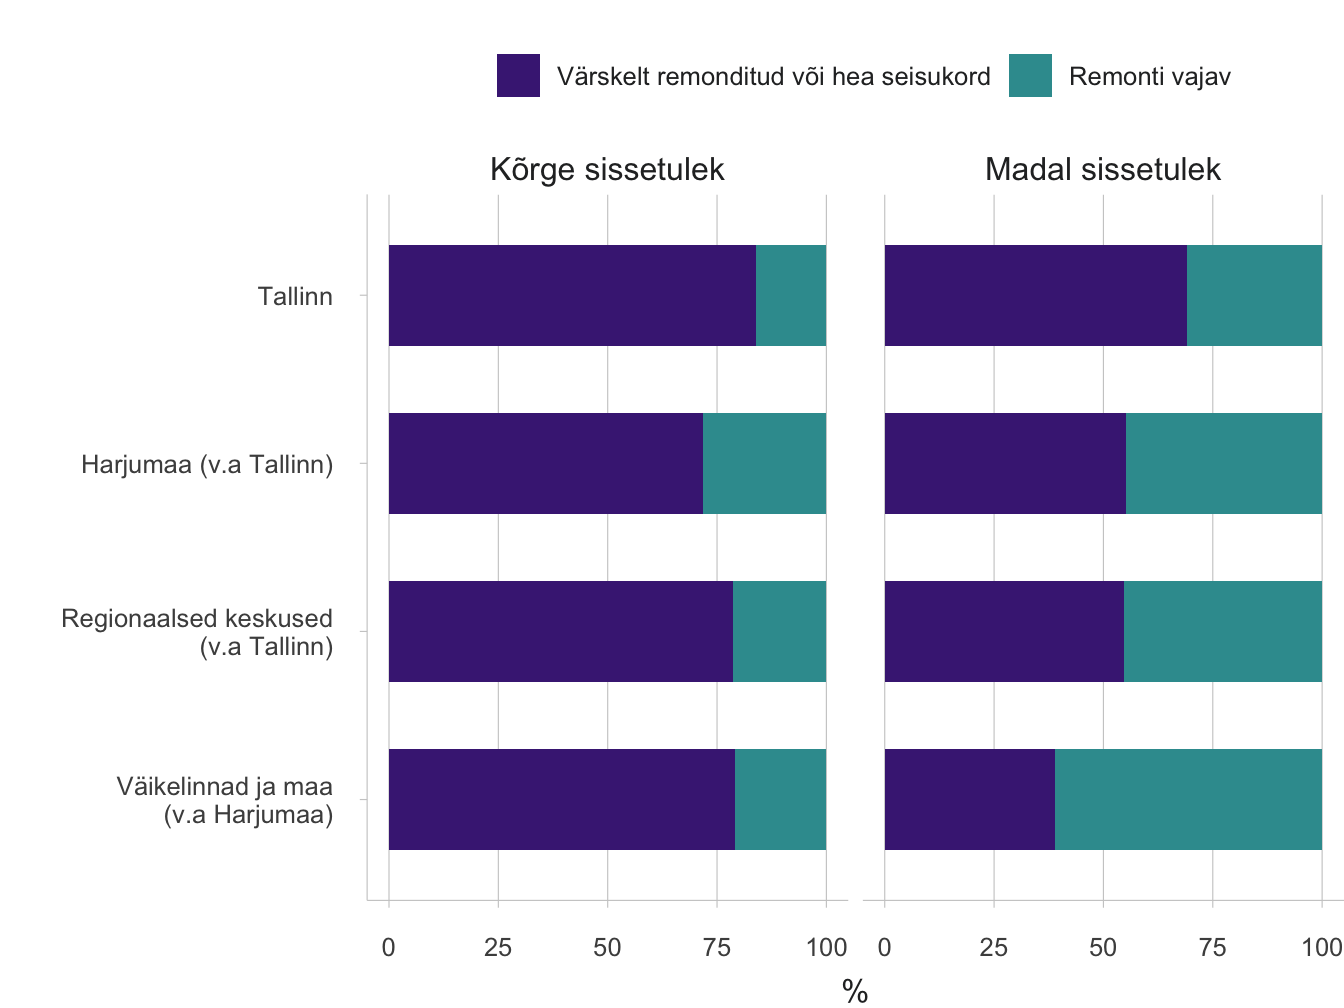 Värskelt remonditud või hea seisukord
Remonti vajav
Kõrge sissetulek
Madal sissetulek
Tallinn
Harjumaa (v.a Tallinn)
Regionaalsed keskused
(v.a Tallinn)
Väikelinnad ja maa
(v.a Harjumaa)
0 25 50 75 100
0 25 50 75 100
%